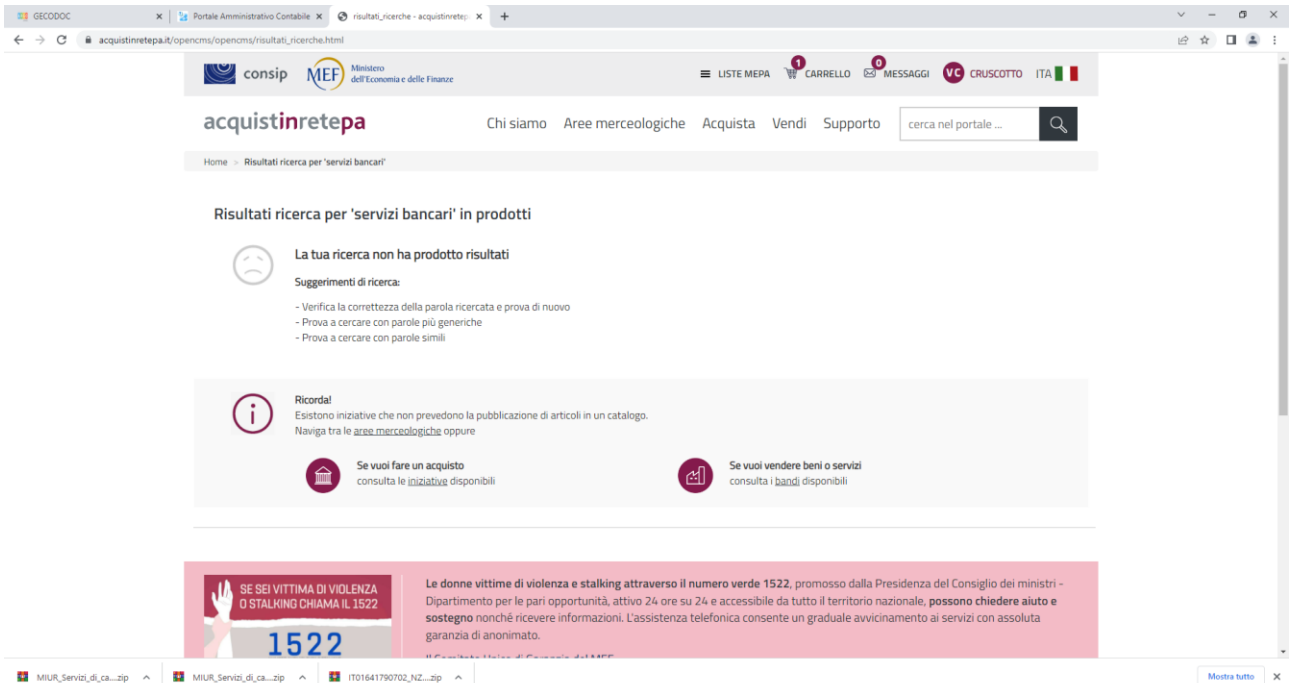 GECODOC
Portale Amministrativo Contabile
risultati_ricerche - acquistinretep
acquistinretepa.it/opencms/opencms/risultati_ricerche.html
consip
MEF
Ministero
dell'Economia e delle Finanze
LISTE MEPA
1
CARRELLO
0
MESSAGGI
VC
CRUSCOTTO
ITA
acquistinretepa
Chi siamo
Aree merceologiche
Acquista
Vendi
Supporto
cerca nel portale ...
Home > Risultati ricerca per 'servizi bancari'
Risultati ricerca per 'servizi bancari' in prodotti
La tua ricerca non ha prodotto risultati
Suggerimenti di ricerca:
- Verifica la correttezza della parola ricercata e prova di nuovo
- Prova a cercare con parole più generiche
- Prova a cercare con parole simili
Ricorda!
Esistono iniziative che non prevedono la pubblicazione di articoli in un catalogo.
Naviga tra le aree merceologiche oppure
Se vuoi fare un acquisto
consulta le iniziative disponibili
Se vuoi vendere beni o servizi
consulta i bandi disponibili
SE SEI VITTIMA DI VIOLENZA
O STALKING CHIAMA IL 1522
1522
Le donne vittime di violenza e stalking attraverso il numero verde 1522, promosso dalla Presidenza del Consiglio dei ministri -
Dipartimento per le pari opportunità, attivo 24 ore su 24 e accessibile da tutto il territorio nazionale, possono chiedere aiuto e
sostegno nonché ricevere informazioni. L'assistenza telefonica consente un graduale avvicinamento ai servizi con assoluta
garanzia di anonimato.
Il Comitato Unico di Garanzia del MEF
MIUR_Servizi_di_ca....zip
MIUR_Servizi_di_ca....zip
IT01641790702_NZ....zip
Mostra tutto